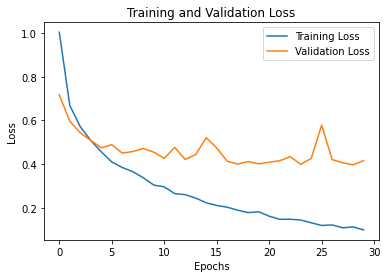 Training and Validation Loss
Training Loss
Validation Loss
1.0
0.8
0.6
0.4
0.2
Loss
0 5 10 15 20 25 30
Epochs